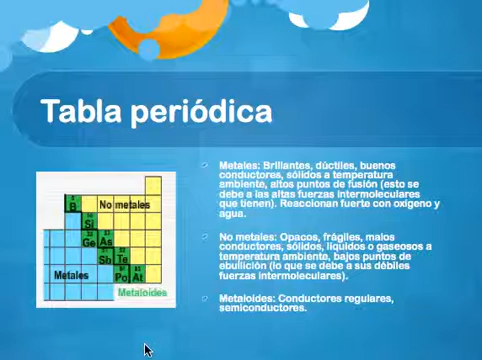 Tabla periódica
Metales: Brillantes, dúctiles, buenos
conductores, sólidos a temperatura
ambiente, altos puntos de fusión (esto se
debe a las altas fuerzas intermoleculares
que tienen). Reaccionan fuerte con oxígeno y
agua.
No metales: Opacos, frágiles, malos
conductores, sólidos, líquidos o gaseosos a
temperatura ambiente, bajos puntos de
ebullición (lo que se debe a sus débiles
fuerzas intermoleculares).
Metaloides: Conductores regulares,
semiconductores.
B
No metales
Si
Ge As
Sb Te
Metales
Po At
Metaloides